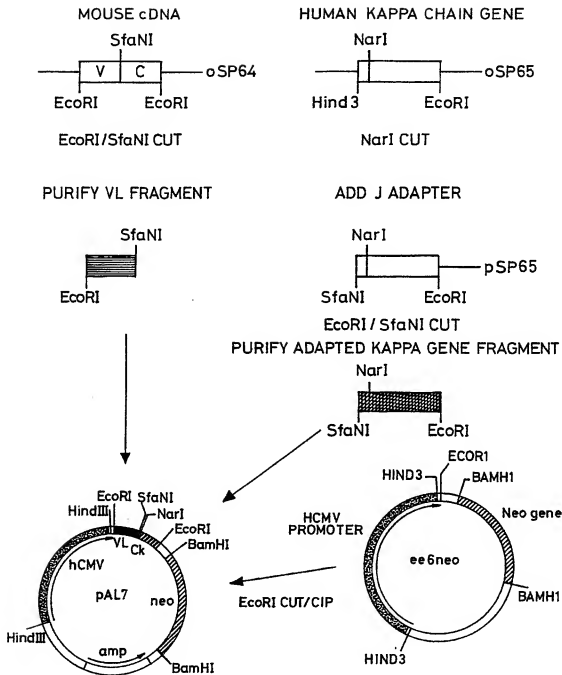 MOUSE cDNA
SfaNI
V
C
oSP64
EcoRI
EcoRI
EcoRI/SfaNI CUT
HUMAN KAPPA CHAIN GENE
NarI
oSP65
Hind3
EcoRI
NarI CUT
PURIFY VL FRAGMENT
SfaNI
EcoRI
ADD J ADAPTER
NarI
pSP65
SfaNI
EcoRI
EcoRI/SfaNI CUT
PURIFY ADAPTED KAPPA GENE FRAGMENT
NarI
SfaNI
EcoRI
HindIII
EcoRI
SfaNI
NarI
EcoRI
BamHI
VL
Ck
hCMV
pAL7
neo
HindIII
amp
BamHI
EcoRI CUT/CIP
HIND3
ECOR1
BAMH1
HCMV
PROMOTER
Neo gene
ee6neo
BAMH1
HIND3